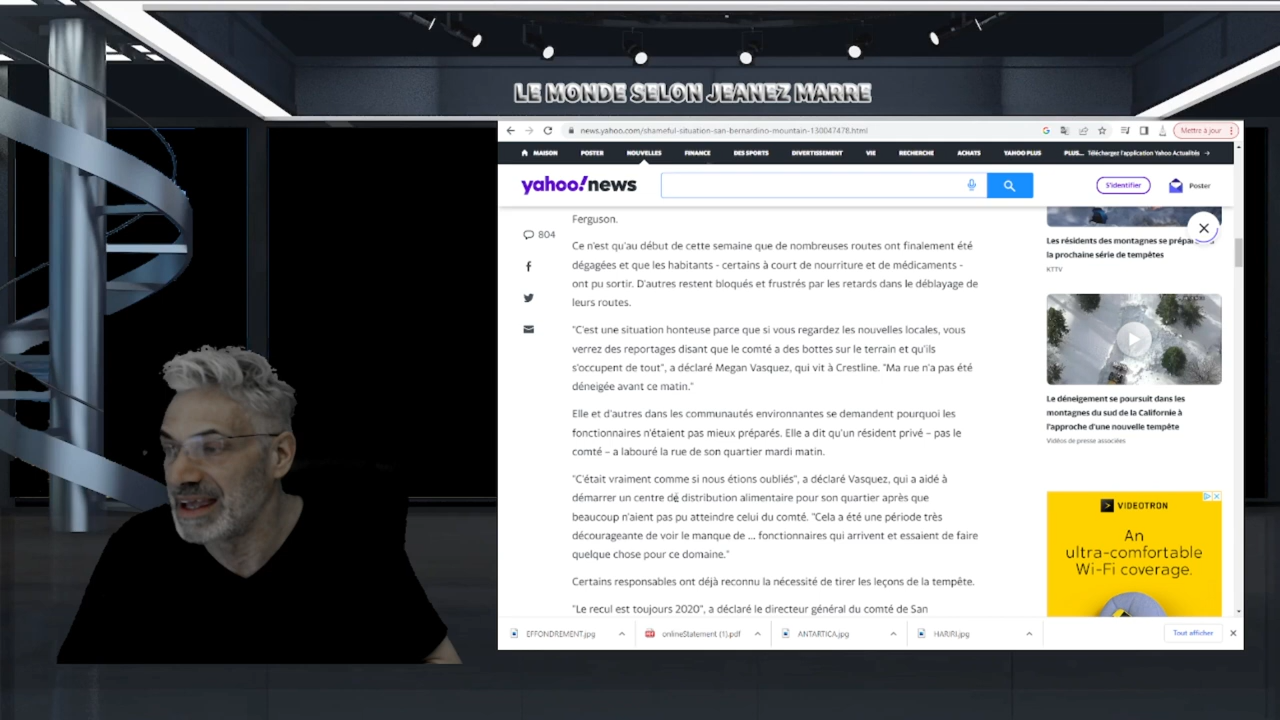 LE MONDE SELON JEANEZ MARRE
news.yahoo.com/shameful-situation-san-bernardino-mountain-130047478.html
Mettre à jour
MAISON POSTER NOUVELLES FINANCE DES SPORTS DIVERTISSEMENT VIE RECHERCHE ACHATS YAHOO PLUS PLUS... Téléchargez l'application Yahoo Actualités →
yahoo!news
S'identifier
Poster
Ferguson.
804
Ce n'est qu'au début de cette semaine que de nombreuses routes ont finalement été
dégagées et que les habitants - certains à court de nourriture et de médicaments -
ont pu sortir. D'autres restent bloqués et frustrés par les retards dans le déblayage de
leurs routes.
"C'est une situation honteuse parce que si vous regardez les nouvelles locales, vous
verrez des reportages disant que le comté a des bottes sur le terrain et qu'ils
s'occupent de tout", a déclaré Megan Vasquez, qui vit à Crestline. "Ma rue n'a pas été
déneigée avant ce matin."
Elle et d'autres dans les communautés environnantes se demandent pourquoi les
fonctionnaires n'étaient pas mieux préparés. Elle a dit qu'un résident privé – pas le
comté – a labouré la rue de son quartier mardi matin.
"C'était vraiment comme si nous étions oubliés", a déclaré Vasquez, qui a aidé à
démarrer un centre de distribution alimentaire pour son quartier après que
beaucoup n'aient pas pu atteindre celui du comté. "Cela a été une période très
décourageante de voir le manque de ... fonctionnaires qui arrivent et essaient de faire
quelque chose pour ce domaine."
Certains responsables ont déjà reconnu la nécessité de tirer les leçons de la tempête.
"Le recul est toujours 2020", a déclaré le directeur général du comté de San
Les résidents des montagnes se
la prochaine série de tempêtes
KTTV
Le déneigement se poursuit dans les
montagnes du sud de la Californie à
l'approche d'une nouvelle tempête
Vidéos de presse associées
VIDEOTRON
An
ultra-comfortable
Wi-Fi coverage.
EFFONDREMENT.jpg
onlineStatement (1).pdf
ANTARTICA.jpg
HARIRI.jpg
Tout afficher